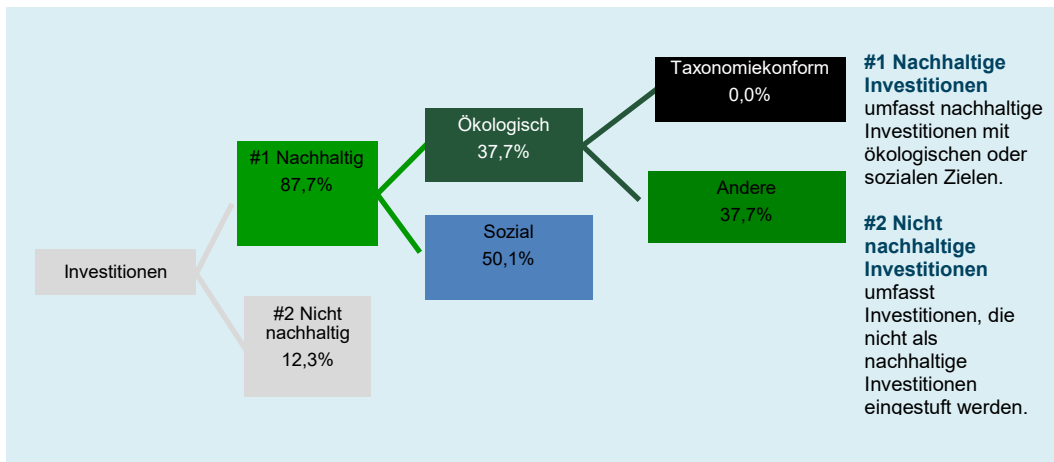 Investitionen
#1 Nachhaltig
87,7%
#2 Nicht
nachhaltig
12,3%
Ökologisch
37,7%
Sozial
50,1%
Taxonomiekonform
0,0%
Andere
37,7%
#1 Nachhaltige
Investitionen
umfasst nachhaltige
Investitionen mit
ökologischen oder
sozialen Zielen.
#2 Nicht
nachhaltige
Investitionen
umfasst
Investitionen, die
nicht als
nachhaltige
Investitionen
eingestuft werden.